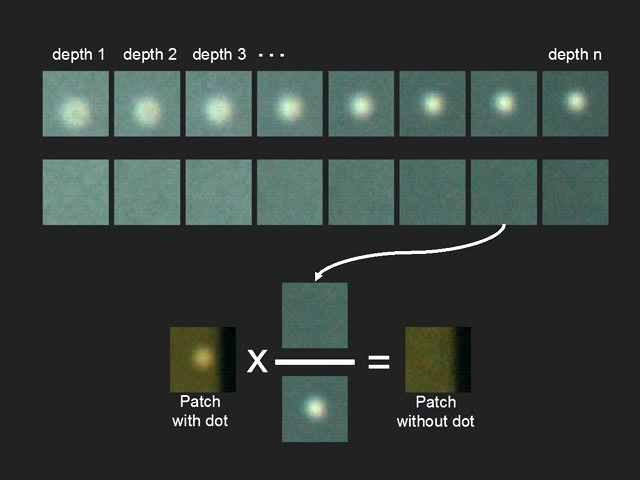 depth 1 depth 2 depth 3 ... depth n
X =
Patch
with dot
Patch
without dot